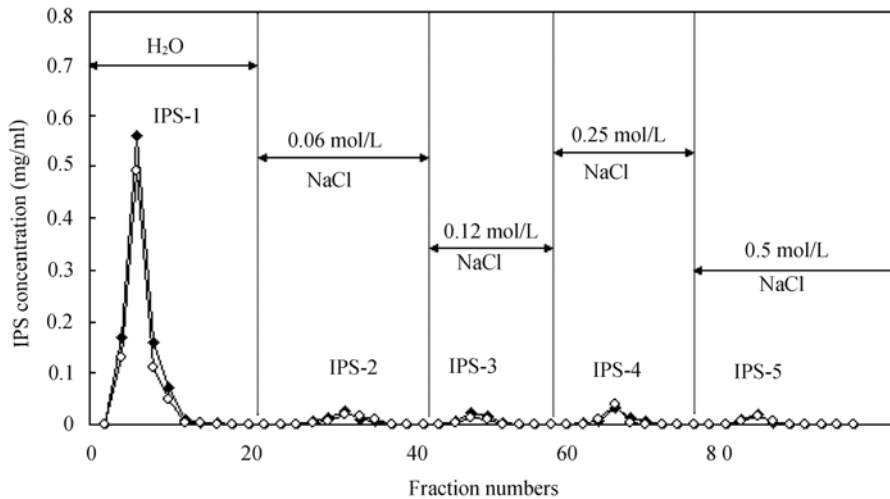 0.8
0.7
0.6
0.5
0.4
0.3
0.2
0.1
0
IPS concentration (mg/ml)
H₂O
IPS-1
0.06 mol/L
NaCl
0.12 mol/L
NaCl
0.25 mol/L
NaCl
0.5 mol/L
NaCl
IPS-2
IPS-3
IPS-4
IPS-5
0 20 40 60 8 0
Fraction numbers